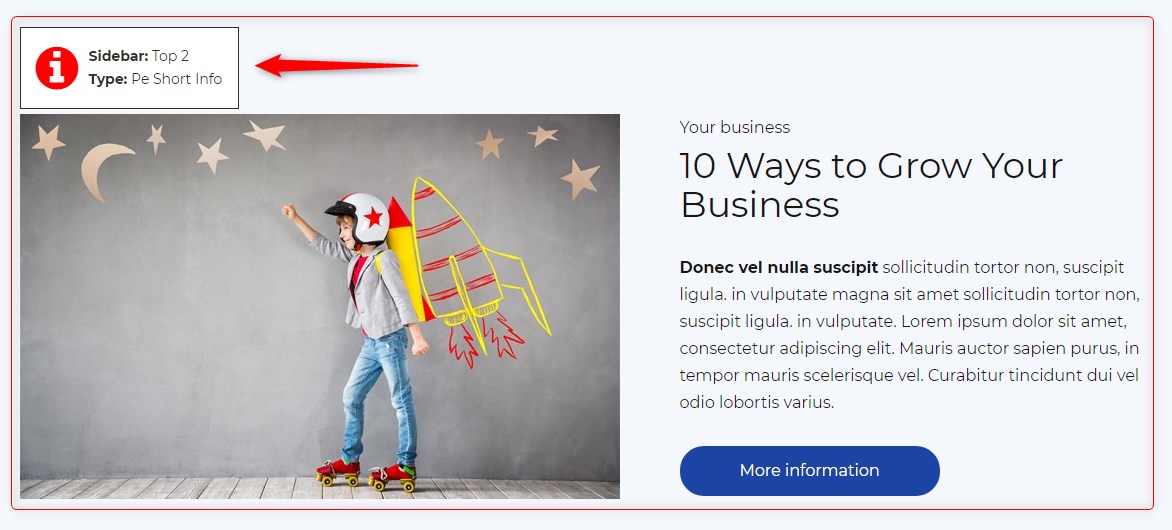 Sidebar: Top 2
Type: Pe Short Info
Your business
10 Ways to Grow Your
Business
Donec vel nulla suscipit sollicitudin tortor non, suscipit
ligula. in vulputate magna sit amet sollicitudin tortor non,
suscipit ligula. in vulputate. Lorem ipsum dolor sit amet,
consectetur adipiscing elit. Mauris auctor sapien purus, in
tempor mauris scelerisque vel. Curabitur tincidunt dui vel
odio lobortis varius.
More information